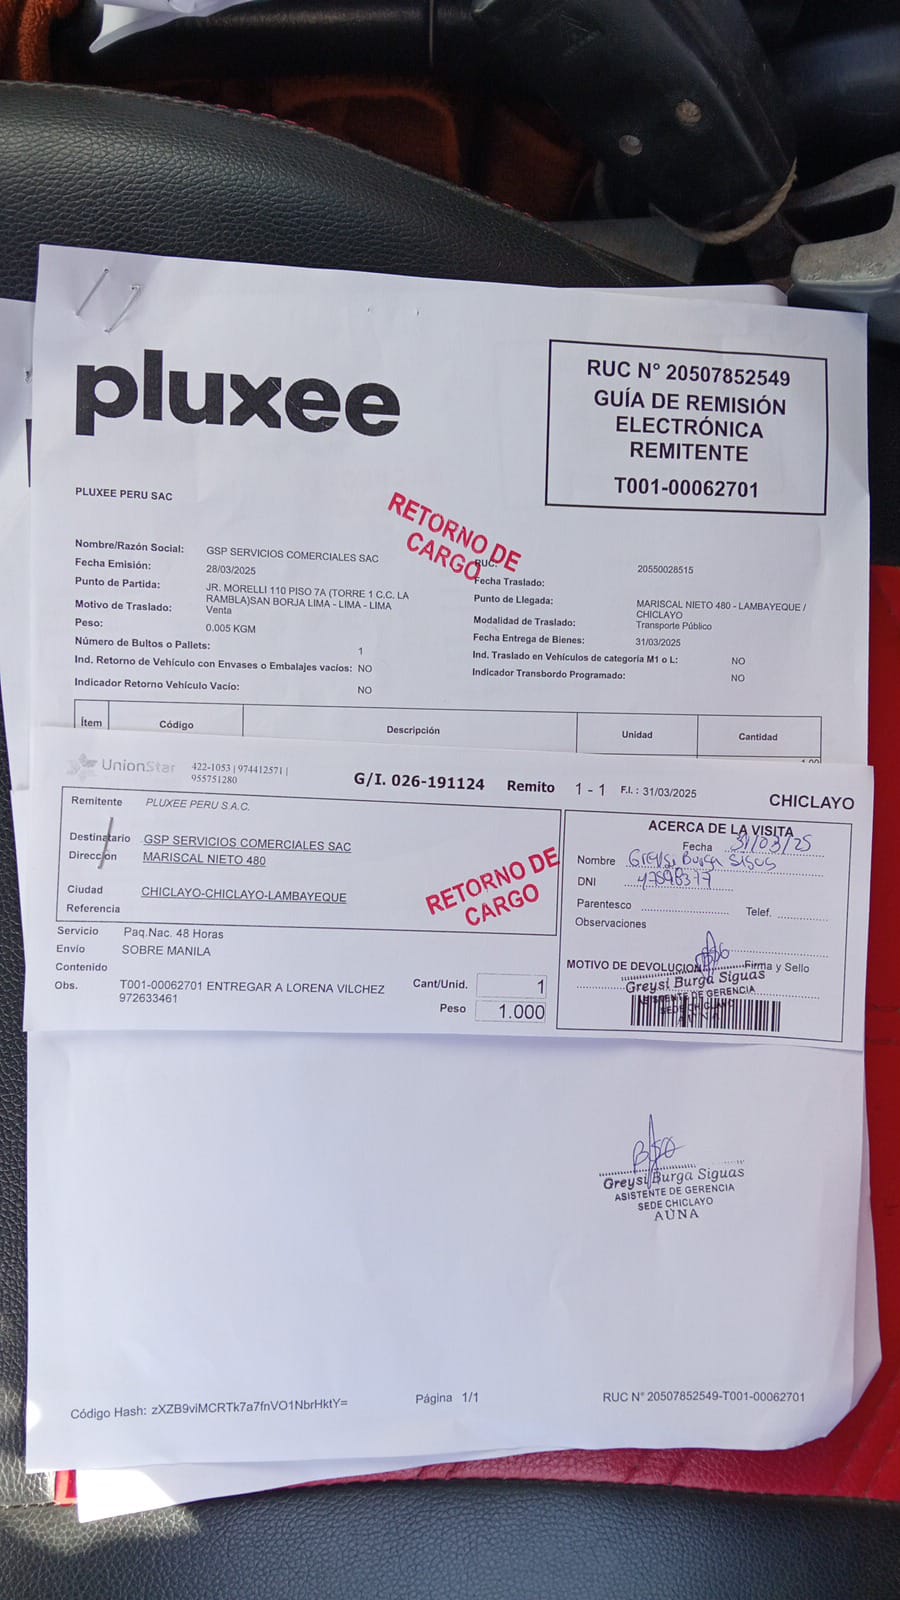 pluxee
RUC N° 20507852549
GUÍA DE REMISIÓN
ELECTRÓNICA
REMITENTE
T001-00062701
PLUXEE PERU SAC
RETORNO DE
CARGO
Nombre/Razón Social: GSP SERVICIOS COMERCIALES SAC
RUC: 20550028515
Fecha Emisión: 28/03/2025
Fecha Traslado:
Punto de Partida: JR. MORELLI 110 PISO 7A (TORRE 1 C.C. LA
RAMBLA)SAN BORJA LIMA - LIMA - LIMA
Punto de Llegada: MARISCAL NIETO 480 - LAMBAYEQUE /
CHICLAYO
Motivo de Traslado: Venta
Modalidad de Traslado: Transporte Público
Peso: 0.005 KGM
Fecha Entrega de Bienes: 31/03/2025
Número de Bultos o Pallets: 1
Ind. Traslado en Vehículos de categoría M1 o L: NO
Ind. Retorno de Vehículo con Envases o Embalajes vacíos: NO
Indicador Transbordo Programado: NO
Indicador Retorno Vehículo Vacío: NO
Ítem Código Descripción Unidad Cantidad
UnionStar 422-1053 | 974412571 |
955751280
G/I. 026-191124 Remito 1 - 1 F.I. : 31/03/2025 CHICLAYO
Remitente PLUXEE PERU S.A.C.
Destinatario GSP SERVICIOS COMERCIALES SAC
Dirección MARISCAL NIETO 480
Ciudad CHICLAYO-CHICLAYO-LAMBAYEQUE
Referencia
RETORNO DE
CARGO
Servicio Paq.Nac. 48 Horas
Envío SOBRE MANILA
Contenido
Obs. T001-00062701 ENTREGAR A LORENA VILCHEZ
972633461
Cant/Unid. 1
Peso 1.000
ACERCA DE LA VISITA
Fecha 31/03/25
Nombre Greysi Burga Siguas
DNI
Parentesco Telef.
Observaciones
MOTIVO DE DEVOLUCION Firma y Sello
Greysi Burga Siguas
ASISTENTE DE GERENCIA
SEDE CHICLAYO
AUNA
Greysi Burga Siguas
ASISTENTE DE GERENCIA
SEDE CHICLAYO
AUNA
Código Hash: zXZB9viMCRTk7a7fnVO1NbrHktY=
Página 1/1
RUC N° 20507852549-T001-00062701